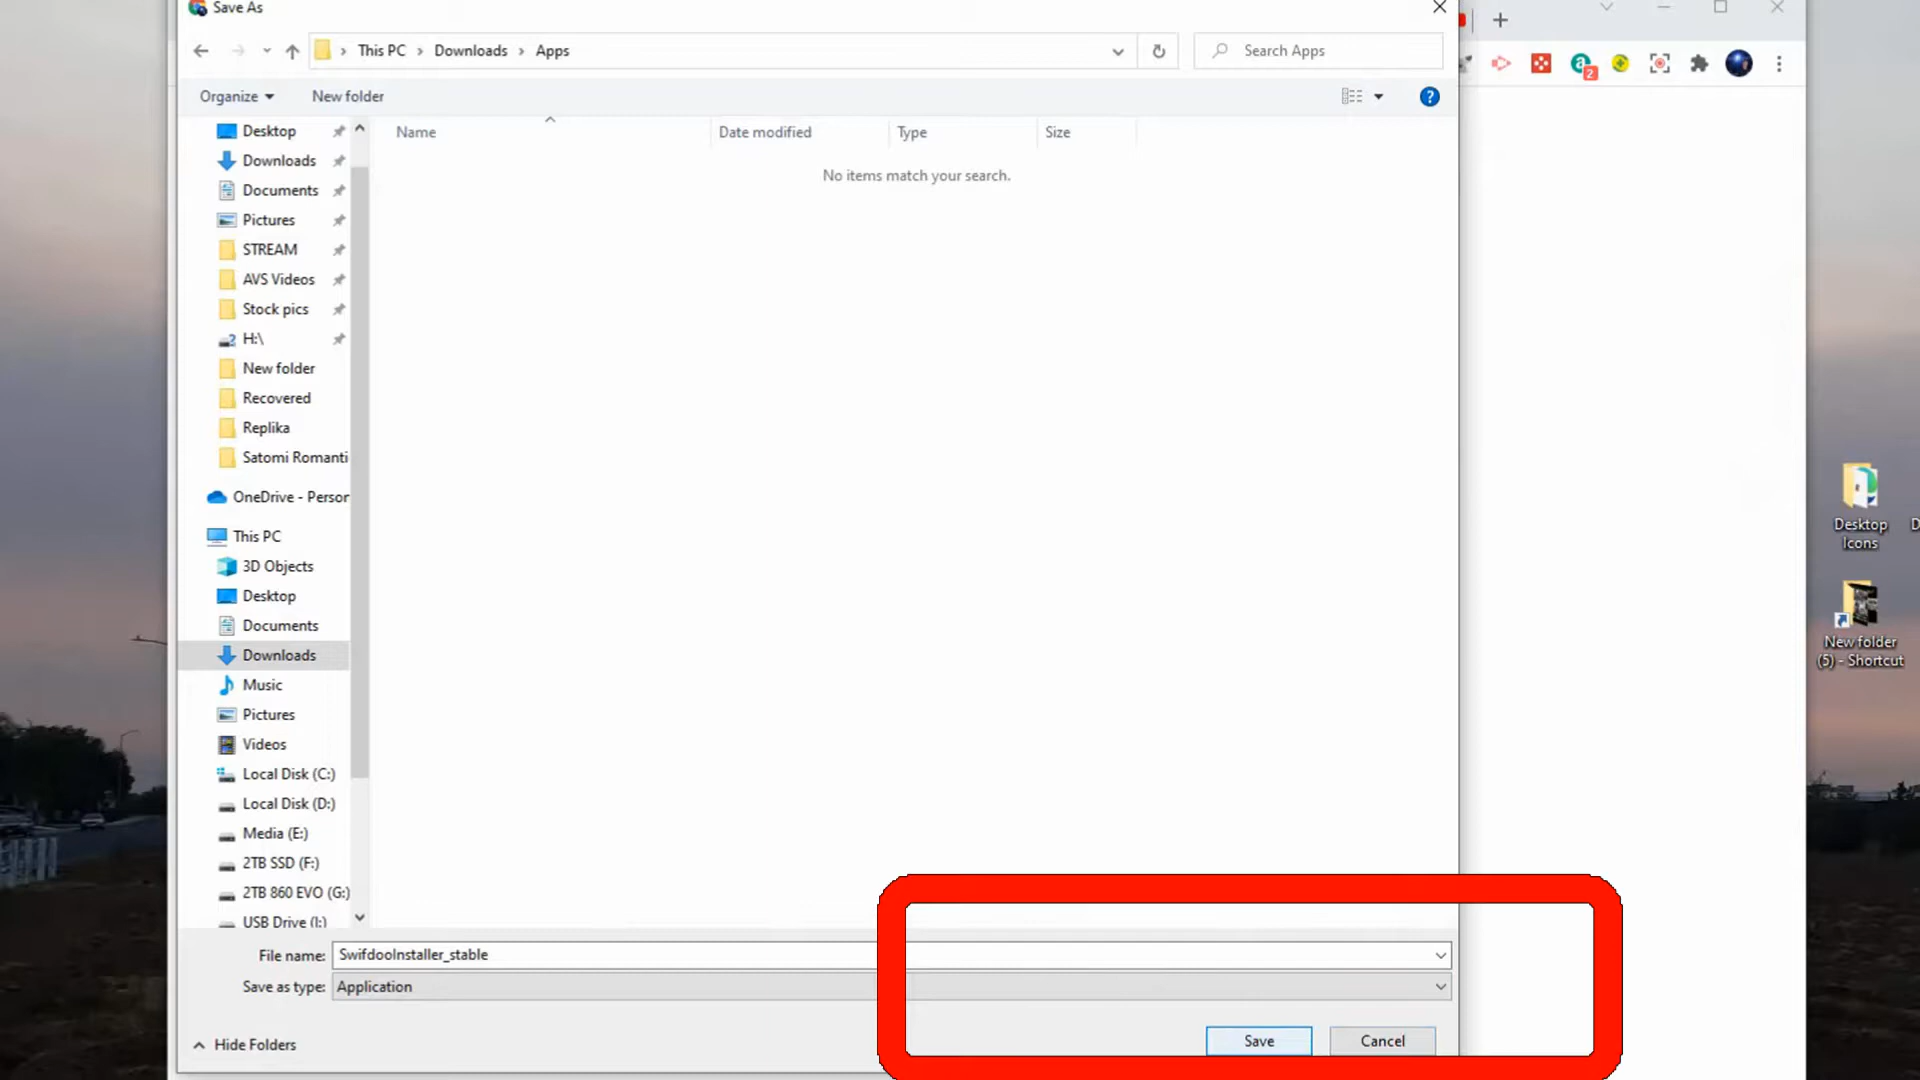 Save As
This PC > Downloads > Apps
Search Apps
Organize
New folder
?
2
Name
Date modified
Type
Size
No items match your search.
Desktop
Downloads
Documents
Pictures
STREAM
AVS Videos
Stock pics
H:\
New folder
Recovered
Replika
Satomi Romanti
OneDrive - Person
This PC
3D Objects
Desktop
Documents
Downloads
Music
Pictures
Videos
Local Disk (C:)
Local Disk (D:)
Media (E:)
2TB SSD (F:)
2TB 860 EVO (G:)
USB Drive (I:)
File name: SwifdooInstaller_stable
Save as type: Application
Hide Folders
Save
Cancel
Desktop
Icons
New folder
(5) - Shortcut